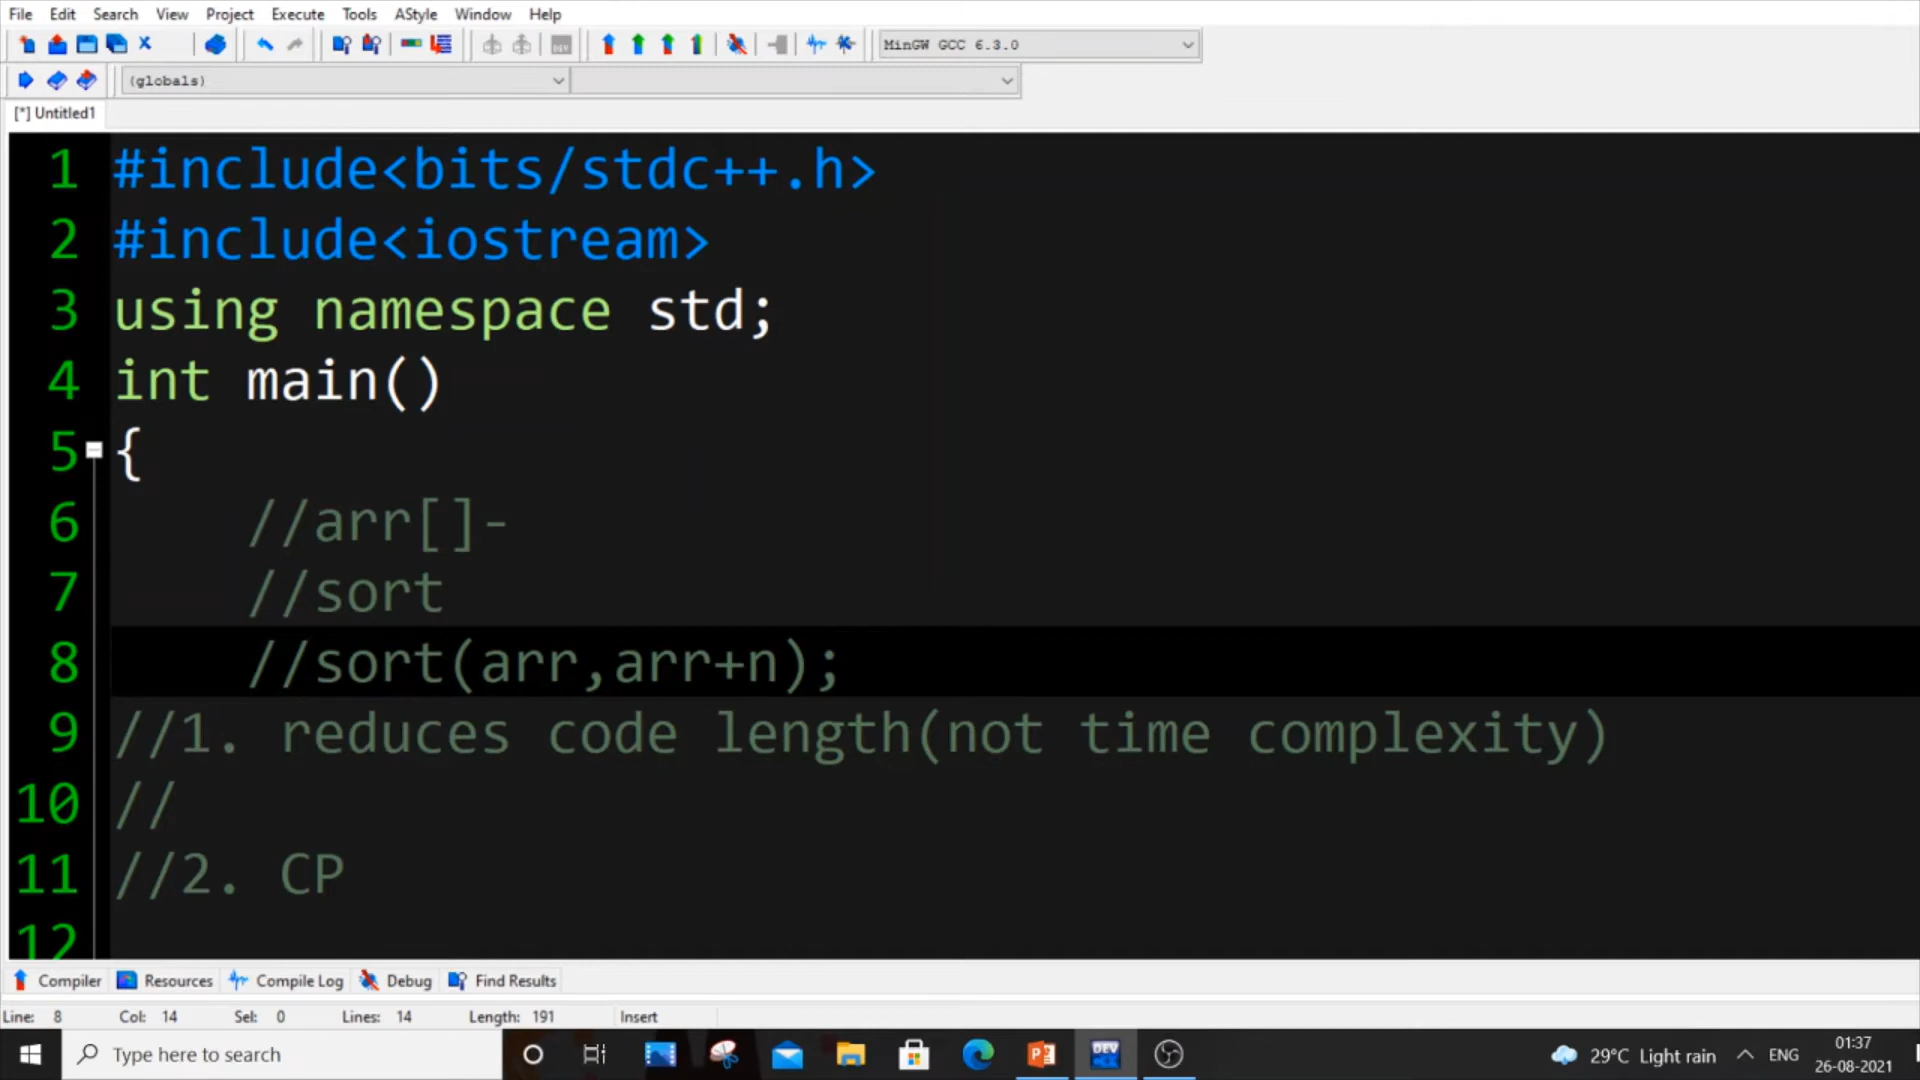 File Edit Search View Project Execute Tools AStyle Window Help
MinGW GCC 6.3.0
(globals)
[*] Untitled1
1 #include<bits/stdc++.h>
2 #include<iostream>
3 using namespace std;
4 int main()
5 {
6 //arr[]-
7 //sort
8 //sort(arr,arr+n);
9 //1. reduces code length(not time complexity)
10 //
11 //2. CP
12
Compiler Resources Compile Log Debug Find Results
Line: 8 Col: 14 Sel: 0 Lines: 14 Length: 191 Insert
Type here to search
DEV
29°C Light rain ENG
01:37
26-08-2021